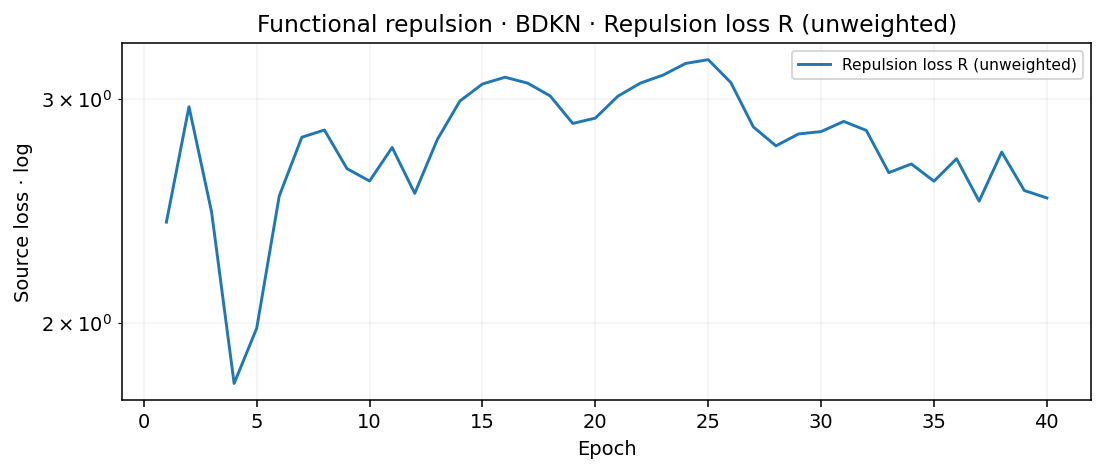 Functional repulsion · BDKN · Repulsion loss R (unweighted)
Repulsion loss R (unweighted)
Source loss · log
3 × 10⁰
2 × 10⁰
0 5 10 15 20 25 30 35 40
Epoch